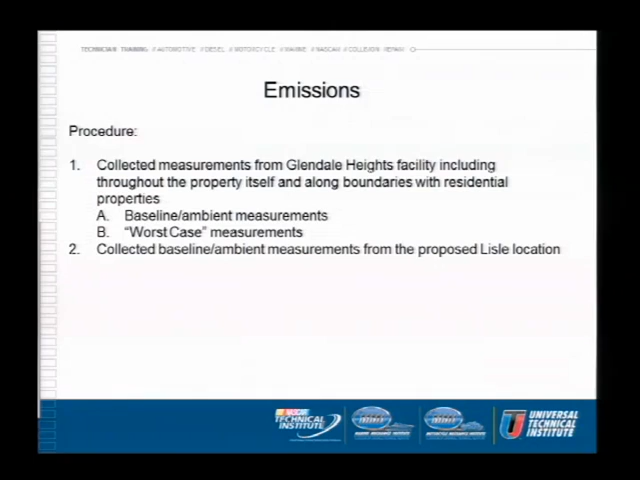 TECHNICIAN TRAINING // AUTOMOTIVE // DIESEL // MOTORCYCLE // MARINE // NASCAR // COLLISION REPAIR
Emissions
Procedure:
1. Collected measurements from Glendale Heights facility including
throughout the property itself and along boundaries with residential
properties
A. Baseline/ambient measurements
B. “Worst Case” measurements
2. Collected baseline/ambient measurements from the proposed Lisle location
NASCAR
TECHNICAL
INSTITUTE
UNIVERSAL
TECHNICAL
INSTITUTE